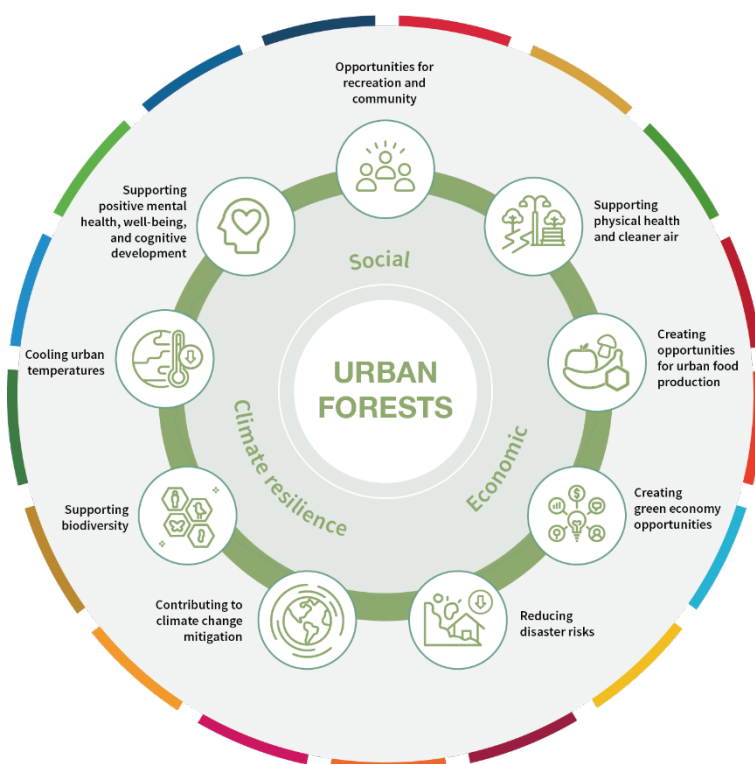 Opportunities for
recreation and
community
Supporting
physical health
and cleaner air
Creating
opportunities
for urban food
production
Creating
green economy
opportunities
Reducing
disaster risks
Contributing to
climate change
mitigation
Supporting
biodiversity
Cooling urban
temperatures
Supporting
positive mental
health, well-being,
and cognitive
development
Social
Economic
Climate resilience
URBAN
FORESTS
$